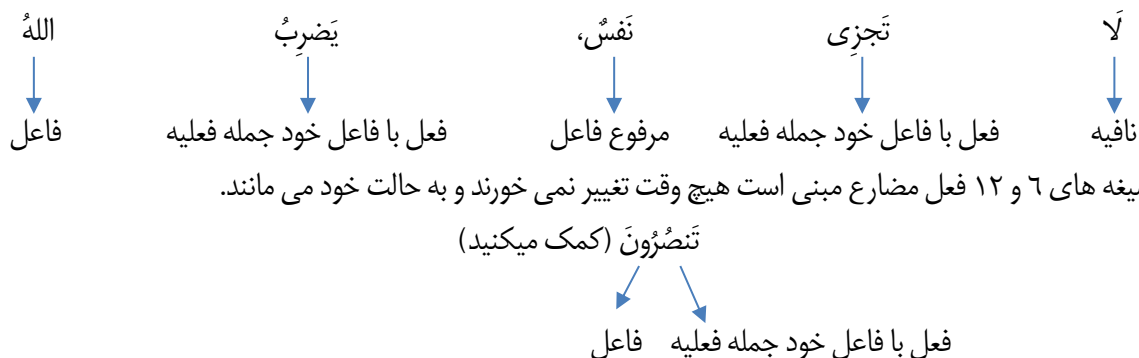 لَا تَجزِی نَفسٌ، یَضرِبُ اللهُ
نافیه فعل با فاعل خود جمله فعلیه مرفوع فاعل فعل با فاعل خود جمله فعلیه فاعل
یغه های ٦ و ١٢ فعل مضارع مبنی است هیچ وقت تغییر نمی خورند و به حالت خود می مانند.
تَنصُرُونَ (کمک میکنید)
فعل با فاعل خود جمله فعلیه فاعل